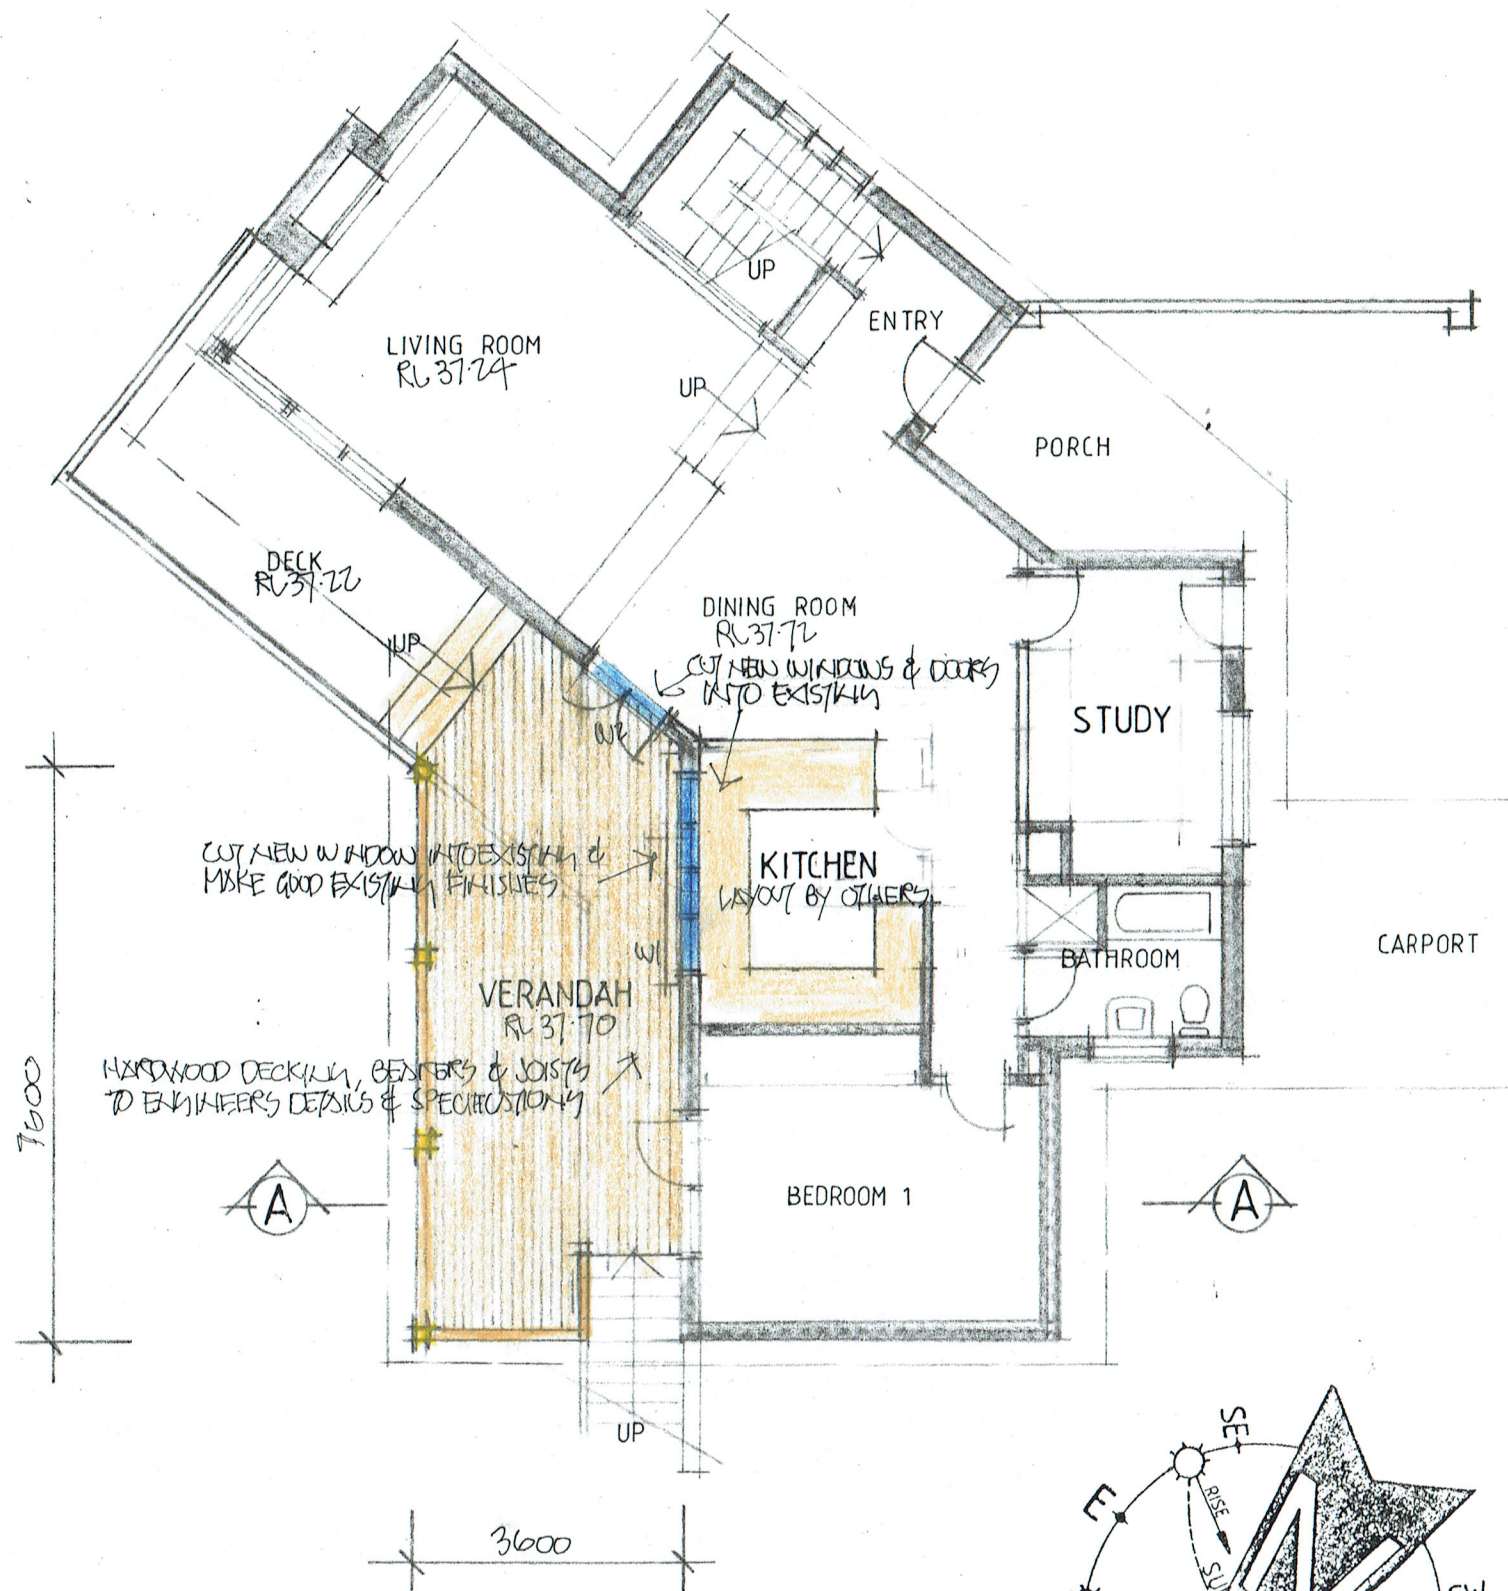 UP
ENTRY
LIVING ROOM
RL 37.24
UP
PORCH
DECK
RL 37.22
DINING ROOM
RL 37.72
CUT NEW WINDOWS & DOORS
INTO EXISTING
UP
W2
STUDY
CUT NEW WINDOW INTO EXISTING &
MAKE GOOD EXISTING FINISHES
KITCHEN
LAYOUT BY OTHERS
W1
BATHROOM
CARPORT
VERANDAH
RL 37.70
HARDWOOD DECKING, BEARERS & JOISTS
TO ENGINEERS DETAILS & SPECIFICATIONS
7600
A
BEDROOM 1
A
UP
SE
E
RISE
3600
SW